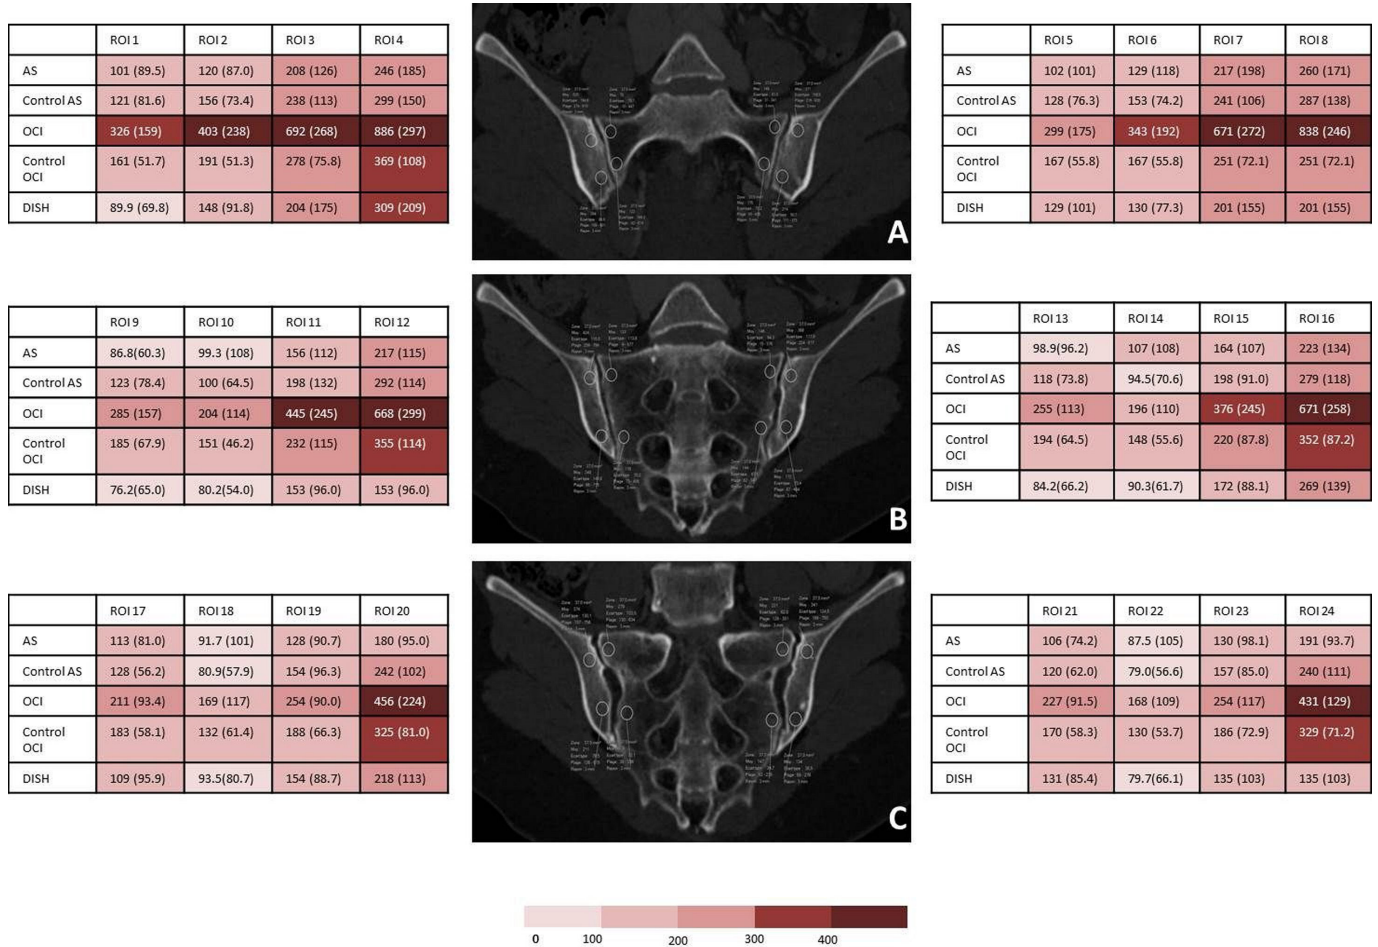 ROI 1 ROI 2 ROI 3 ROI 4
AS 101 (89.5) 120 (87.0) 208 (126) 246 (185)
Control AS 121 (81.6) 156 (73.4) 238 (113) 299 (150)
OCI 326 (159) 403 (238) 692 (268) 886 (297)
Control OCI 161 (51.7) 191 (51.3) 278 (75.8) 369 (108)
DISH 89.9 (69.8) 148 (91.8) 204 (175) 309 (209)
A
ROI 5 ROI 6 ROI 7 ROI 8
AS 102 (101) 129 (118) 217 (198) 260 (171)
Control AS 128 (76.3) 153 (74.2) 241 (106) 287 (138)
OCI 299 (175) 343 (192) 671 (272) 838 (246)
Control OCI 167 (55.8) 167 (55.8) 251 (72.1) 251 (72.1)
DISH 129 (101) 130 (77.3) 201 (155) 201 (155)
ROI 9 ROI 10 ROI 11 ROI 12
AS 86.8(60.3) 99.3 (108) 156 (112) 217 (115)
Control AS 123 (78.4) 100 (64.5) 198 (132) 292 (114)
OCI 285 (157) 204 (114) 445 (245) 668 (299)
Control OCI 185 (67.9) 151 (46.2) 232 (115) 355 (114)
DISH 76.2(65.0) 80.2(54.0) 153 (96.0) 153 (96.0)
B
ROI 13 ROI 14 ROI 15 ROI 16
AS 98.9(96.2) 107 (108) 164 (107) 223 (134)
Control AS 118 (73.8) 94.5(70.6) 198 (91.0) 279 (118)
OCI 255 (113) 196 (110) 376 (245) 671 (258)
Control OCI 194 (64.5) 148 (55.6) 220 (87.8) 352 (87.2)
DISH 84.2(66.2) 90.3(61.7) 172 (88.1) 269 (139)
ROI 17 ROI 18 ROI 19 ROI 20
AS 113 (81.0) 91.7 (101) 128 (90.7) 180 (95.0)
Control AS 128 (56.2) 80.9(57.9) 154 (96.3) 242 (102)
OCI 211 (93.4) 169 (117) 254 (90.0) 456 (224)
Control OCI 183 (58.1) 132 (61.4) 188 (66.3) 325 (81.0)
DISH 109 (95.9) 93.5(80.7) 154 (88.7) 218 (113)
C
ROI 21 ROI 22 ROI 23 ROI 24
AS 106 (74.2) 87.5 (105) 130 (98.1) 191 (93.7)
Control AS 120 (62.0) 79.0(56.6) 157 (85.0) 240 (111)
OCI 227 (91.5) 168 (109) 254 (117) 431 (129)
Control OCI 170 (58.3) 130 (53.7) 186 (72.9) 329 (71.2)
DISH 131 (85.4) 79.7(66.1) 135 (103) 135 (103)
0 100 200 300 400